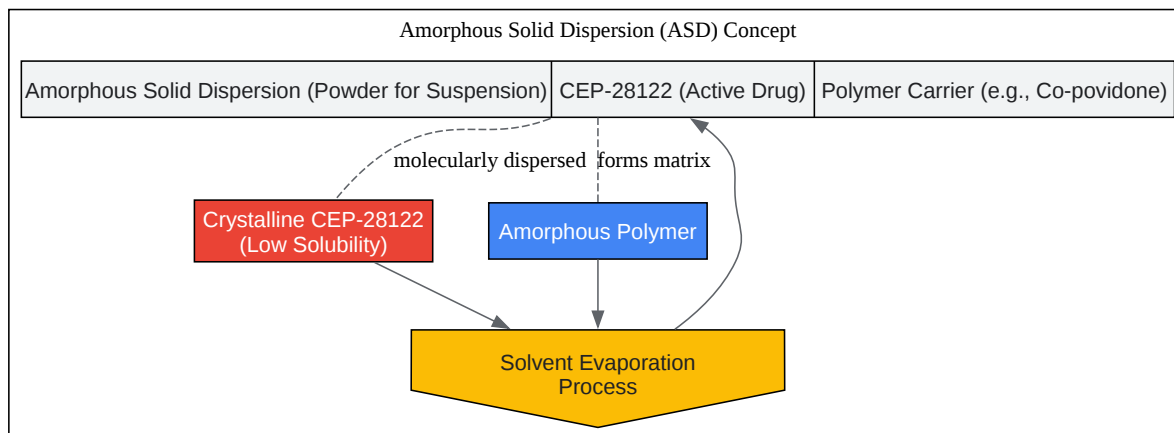 Amorphous Solid Dispersion (ASD) Concept
Amorphous Solid Dispersion (Powder for Suspension)
CEP-28122 (Active Drug)
Polymer Carrier (e.g., Co-povidone)
molecularly dispersed
forms matrix
Crystalline CEP-28122
(Low Solubility)
Amorphous Polymer
Solvent Evaporation
Process